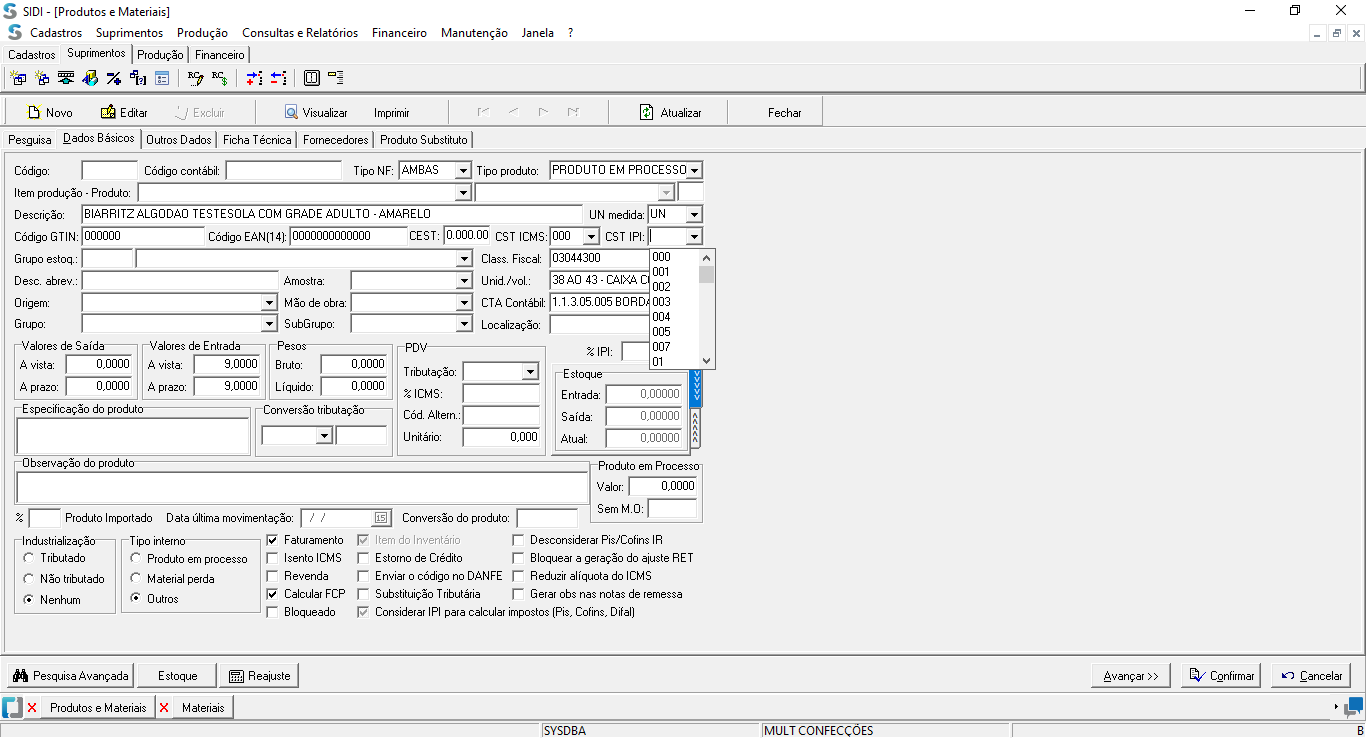 SIDI - [Produtos e Materiais]
Cadastros Suprimentos Produção Consultas e Relatórios Financeiro Manutenção Janela ?
Cadastros Suprimentos Produção Financeiro
Novo Editar Excluir Visualizar Imprimir Atualizar Fechar
Pesquisa Dados Básicos Outros Dados Ficha Técnica Fornecedores Produto Substituto
Código: Código contábil: Tipo NF: AMBAS Tipo produto: PRODUTO EM PROCESSO
Item produção - Produto:
Descrição: BIARRITZ ALGODAO TESTESOLA COM GRADE ADULTO - AMARELO UN medida: UN
Código GTIN: 000000 Código EAN(14): 0000000000000 CEST: 0.000.00 CST ICMS: 000 CST IPI:
Grupo estoq.: Class. Fiscal: 03044300 000
001
Desc. abrev.: Amostra: Unid./vol.: 38 AO 43 - CAIXA C 002
Origem: Mão de obra: CTA Contábil: 1.1.3.05.005 BORDA 003
004
Grupo: SubGrupo: Localização: 005
007
01
Valores de Saída Valores de Entrada Pesos PDV % IPI:
A vista: 0,0000 A vista: 9,0000 Bruto: 0,0000 Tributação: Estoque
A prazo: 0,0000 A prazo: 9,0000 Líquido: 0,0000 % ICMS: Entrada: 0,00000
Especificação do produto Conversão tributação Cód. Altern.: Saída: 0,00000
Unitário: 0,000 Atual: 0,00000
Observação do produto Produto em Processo
Valor: 0,0000
Sem M.O:
% Produto Importado Data última movimentação: / / 15 Conversão do produto:
Industrialização Tipo interno Faturamento Item do Inventário Desconsiderar Pis/Cofins IR
Tributado Produto em processo Isento ICMS Estorno de Crédito Bloquear a geração do ajuste RET
Não tributado Material perda Revenda Enviar o código no DANFE Reduzir alíquota do ICMS
Nenhum Outros Calcular FCP Substituição Tributária Gerar obs nas notas de remessa
Bloqueado Considerar IPI para calcular impostos (Pis, Cofins, Difal)
Pesquisa Avançada Estoque Reajuste Avançar >> Confirmar Cancelar
Produtos e Materiais Materiais
SYSDBA MULT CONFECÇÕES B